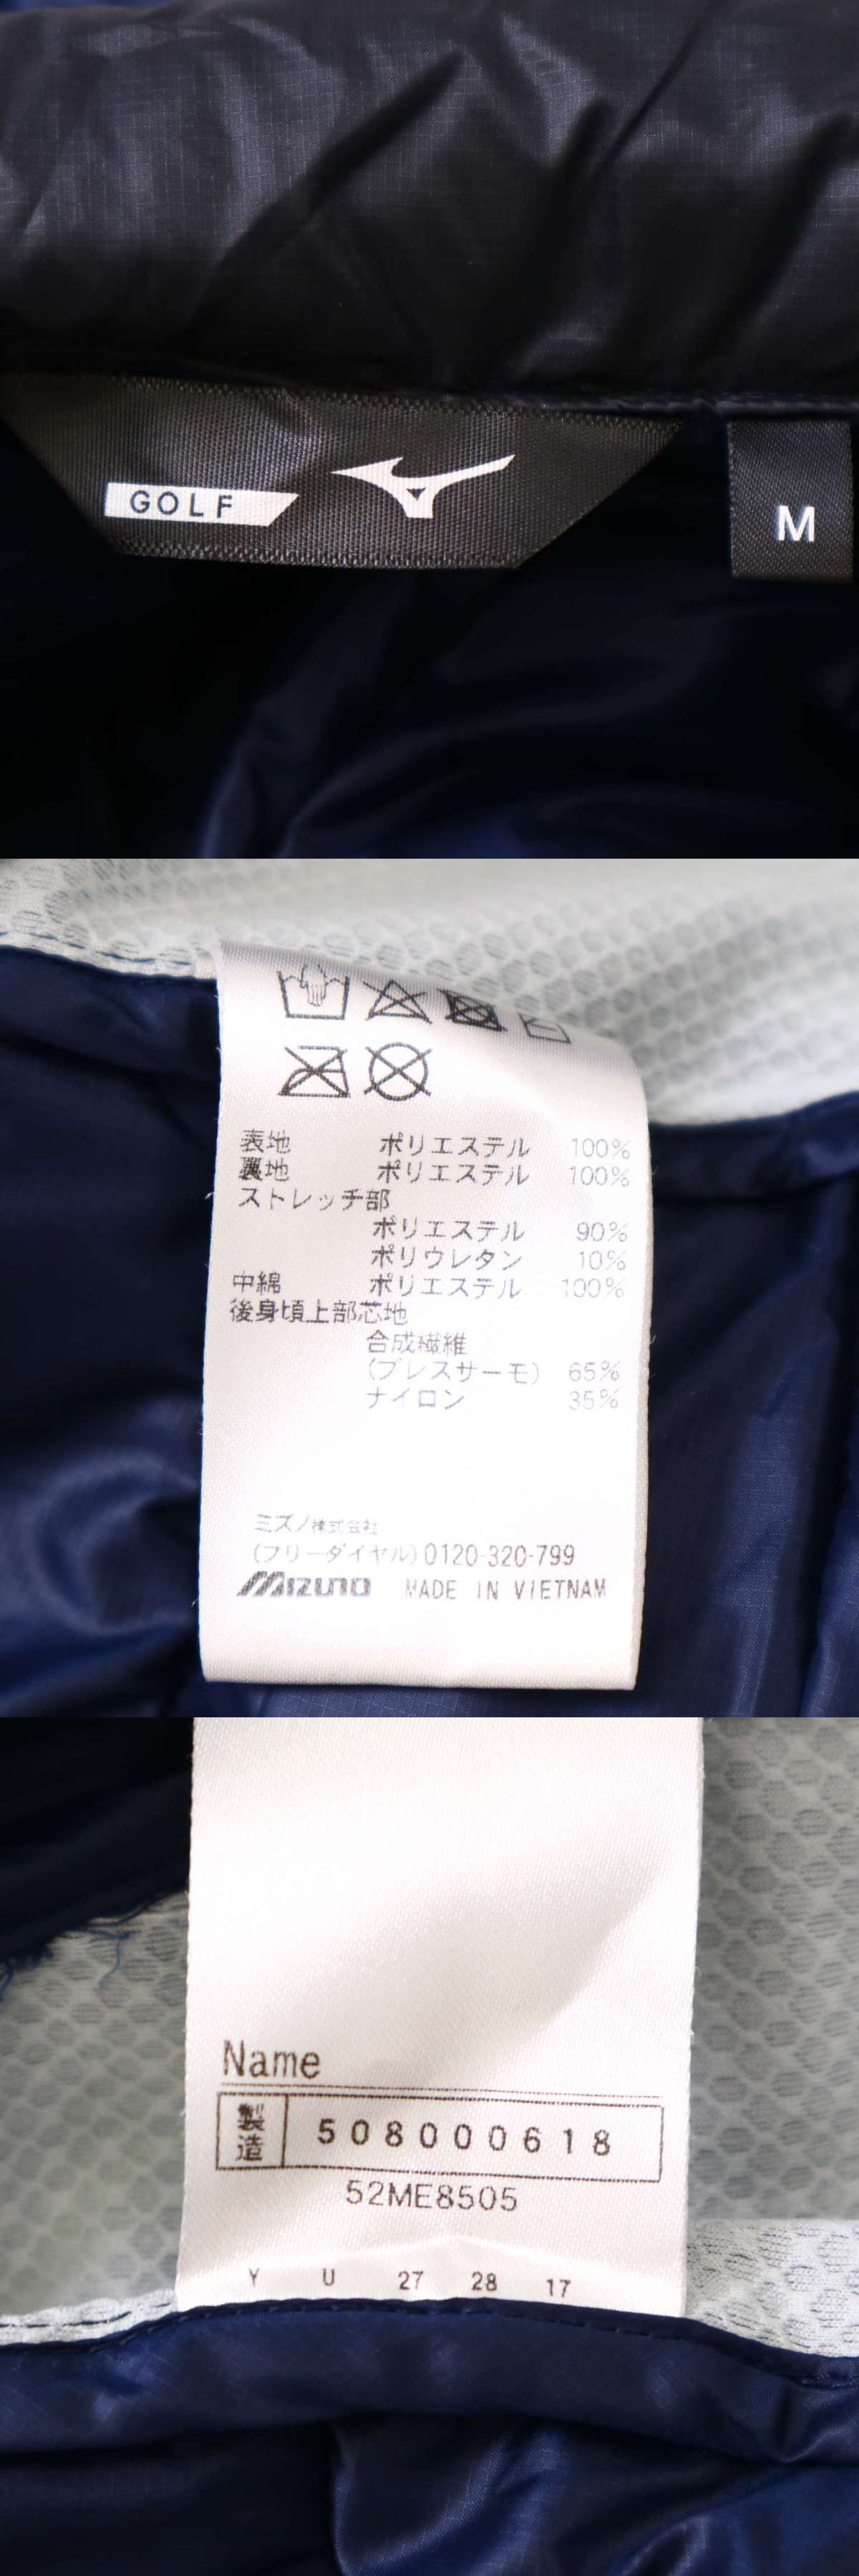 GOLF
M
表地 ポリエステル 100%
裏地 ポリエステル 100%
ストレッチ部
ポリエステル 90%
ポリウレタン 10%
中綿 ポリエステル 100%
後身頃上部芯地
合成繊維
(ブレスサーモ) 65%
ナイロン 35%
ミズノ株式会社
(フリーダイヤル) 0120-320-799
MIZUNO MADE IN VIETNAM
Name
製造 508000618
52ME8505
Y U 27 28 17